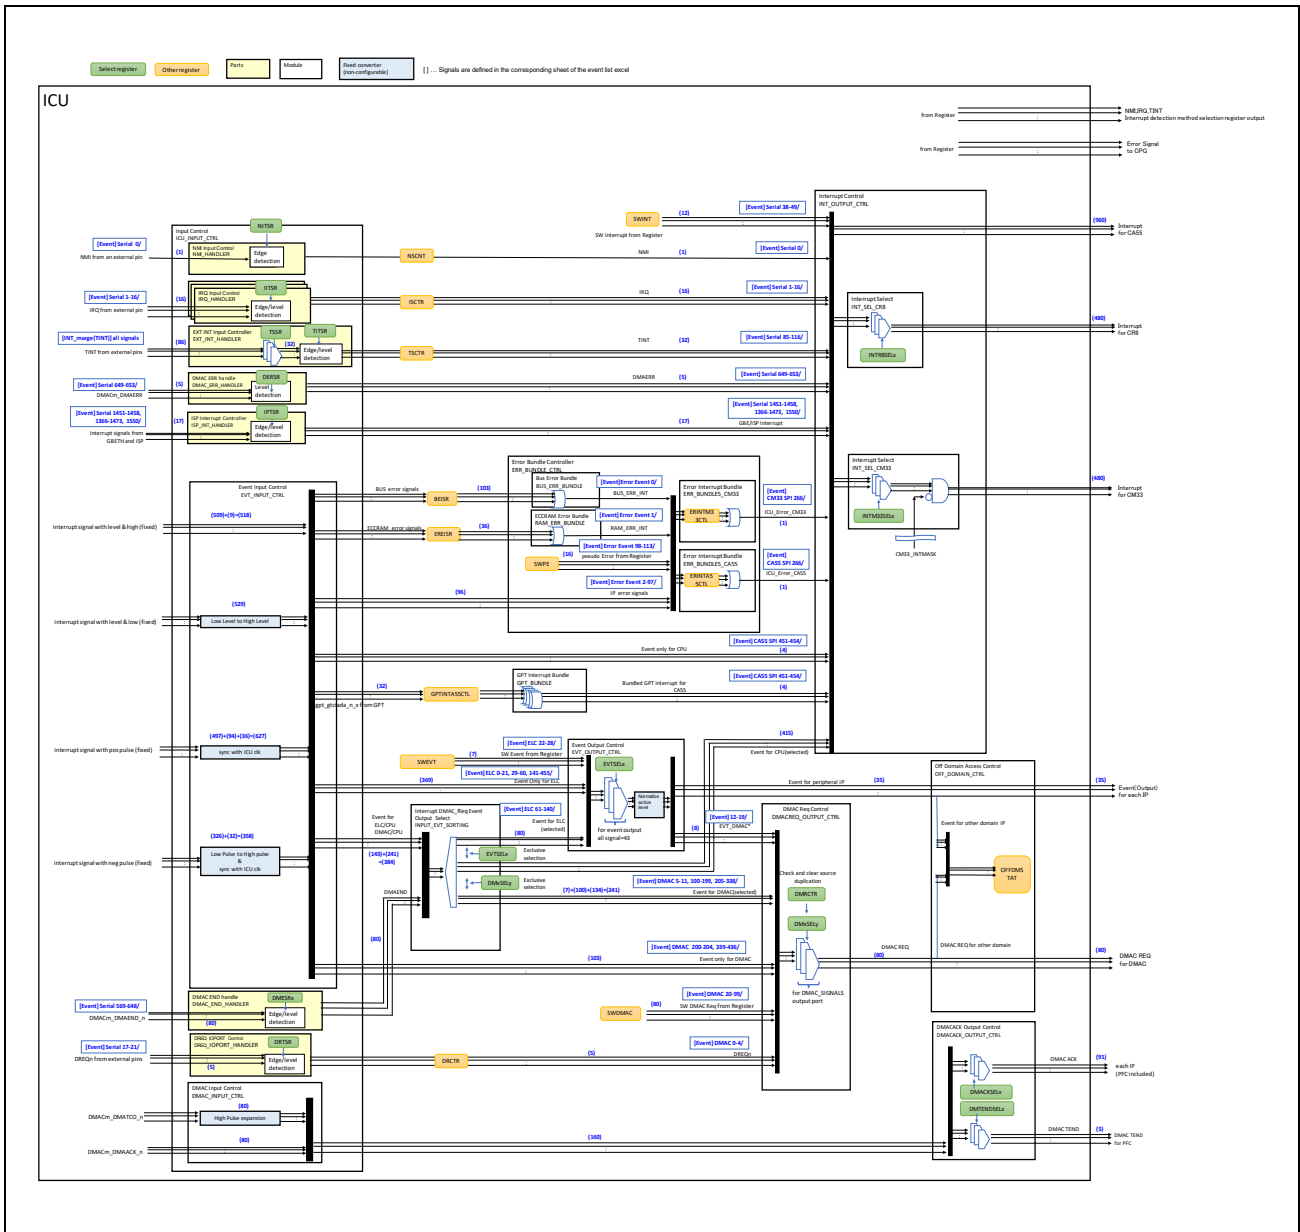 Select register
Other register
Parts
Module
Fixed converter
(non-configurable)
[ ] … Signals are defined in the corresponding sheet of the event list excel
ICU
from Register
NMI,IRQ,TINT
Interrupt detection method selection register output
from Register
Error Signal
to CPG
Interrupt Control
INT_OUTPUT_CTRL
[Event] Serial 38-49/
(12)
SWINT
SW Interrupt from Register
(960)
Interrupt
for CA55
Input Control
ICU_INPUT_CTRL
NITSR
[Event] Serial 0/
(1)
NMI from an external pin
NMI Input Control
NMI_HANDLER
Edge
detection
NSCNT
NMI
(1)
[Event] Serial 0/
[Event] Serial 1-16/
(16)
IRQ from external pin
IITSR
IRQ Input Control
IRQ_HANDLER
Edge/level
detection
ISCTR
IRQ
(16)
[Event] Serial 1-16/
Interrupt Select
INT_SEL_CR8
INTR8SELx
(480)
Interrupt
for CR8
[INT_marge(TINT)] all signals
(86)
TINT from external pins
EXT INT Input Controller
EXT_INT_HANDLER
TSSR
TITSR
(32)
Edge/level
detection
TSCTR
TINT
(32)
[Event] Serial 85-116/
[Event] Serial 649-653/
(5)
DMACm_DMAERR
DMAC ERR handle
DMAC_ERR_HANDLER
DERSR
Level
detection
DMAERR
(5)
[Event] Serial 649-653/
[Event] Serial 1451-1458,
1366-1473, 1550/
(17)
Interrupt signals from
GBETH and ISP
ISP Interrupt Controller
ISP_INT_HANDLER
IPTSR
Edge/level
detection
[Event] Serial 1451-1458,
1366-1473, 1550/
(17)
GBE/ISP Interrupt
Interrupt Select
INT_SEL_CM33
INTM33SELx
CM33_INTMASK
(480)
Interrupt
for CM33
Event Input Control
EVT_INPUT_CTRL
interrupt signal with level & high (fixed)
(509)+(9)=(518)
BUS error signals
BEISR
(103)
ECCRAM error signals
EREISR
(36)
Error Bundle Controller
ERR_BUNDLE_CTRL
Bus Error Bundle
BUS_ERR_BUNDLE
[Event] Error Event 0/
BUS_ERR_INT
ECCRAM Error Bundle
RAM_ERR_BUNDLE
[Event] Error Event 1/
RAM_ERR_INT
[Event] Error Event 98-113/
(16)
pseudo Error from Register
SWPE
[Event] Error Event 2-97/
(96)
IP error signals
Error Interrupt Bundle
ERR_BUNDLE5_CM33
ERINTM3
3CTL
[Event]
CM33 SPI 266/
ICU_Error_CM33
(1)
Error Interrupt Bundle
ERR_BUNDLE5_CA55
ERINTA5
5CTL
[Event]
CA55 SPI 266/
ICU_Error_CA55
(1)
interrupt signal with level & low (fixed)
(529)
Low Level to High Level
[Event] CA55 SPI 451-454/
Event only for CPU
(4)
(32)
gpt_gtciada_n_x from GPT
GPTINTA55CTL
GPT Interrupt Bundle
GPT_BUNDLE
[Event] CA55 SPI 451-454/
Bundled GPT interrupt for
CA55
(4)
interrupt signal with pos pulse (fixed)
(497)+(94)+(36)=(627)
sync with ICU clk
(415)
Event for CPU(selected)
[Event] ELC 22-28/
(7)
SW Event from Register
SWEVT
[Event] ELC 0-21, 29-60, 141-455/
(369)
Event Only for ELC
Event Output Control
EVT_OUTPUT_CTRL
EVTSELx
Normalize
active
level
for event output
all signal=43
Event for peripheral IP
(35)
(35)
Event(Output)
for each IP
Off Domain Access Control
OFF_DOMAIN_CTRL
Event for other domain IP
OFFDMS
TAT
DMAC REQ for other domain
Interrupt DMAC_Req Event
Output Select
INPUT_EVT_SORTING
[Event] ELC 61-140/
(80)
Event for ELC
(selected)
Event for
ELC/CPU
DMAC/CPU
(143)+(241)
=(384)
EVTSELx
Exclusive
selection
DMxSELy
Exclusive
selection
[Event] 12-19/
(8)
EVT_DMAC*
DMAC Req Control
DMACREQ_OUTPUT_CTRL
Check and clear source
duplication
DMRCTR
DMxSELy
for DMAC_SIGNALS
output port
interrupt signal with neg pulse (fixed)
(326)+(32)=(358)
Low Pulse to High pulse
&
sync with ICU clk
DMAEND
(80)
[Event] DMAC 5-11, 100-199, 205-338/
(7)+(100)+(134)=(241)
Event for DMAC(selected)
[Event] DMAC 200-204, 339-436/
(103)
Event only for DMAC
DMAC REQ
(80)
(80)
DMAC REQ
for DMAC
[Event] Serial 569-648/
DMACm_DMAEND_n
(80)
DMAC END handle
DMAC_END_HANDLER
DMESRx
Edge/level
detection
[Event] DMAC 20-99/
(80)
SW DMAC Req from Register
SWDMAC
[Event] Serial 17-21/
DREQn from external pins
(5)
DREQ IOPORT Control
DREQ_IOPORT_HANDLER
DRTSR
Edge/level
detection
DRCTR
(5)
[Event] DMAC 0-4/
DREQn
DMACACK Output Control
DMACACK_OUTPUT_CTRL
DMAC ACK
(91)
each IP
(PFC included)
DMACKSELx
DMTENDSELx
DMAC TEND
(5)
DMAC TEND
for PFC
DMAC Input Control
DMAC_INPUT_CTRL
DMACm_DMATCO_n
(80)
High Pulse expansion
DMACm_DMAACK_n
(80)
(160)